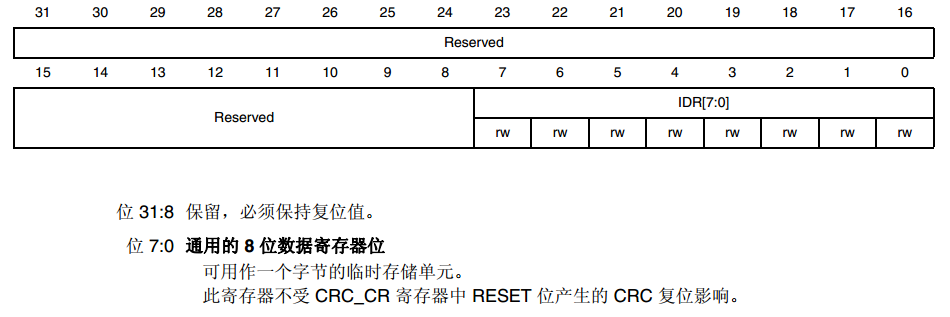 31 30 29 28 27 26 25 24 23 22 21 20 19 18 17 16
Reserved
15 14 13 12 11 10 9 8 7 6 5 4 3 2 1 0
Reserved IDR[7:0]
rw rw rw rw rw rw rw rw
位 31:8 保留，必须保持复位值。
位 7:0 通用的 8 位数据寄存器位
可用作一个字节的临时存储单元。
此寄存器不受 CRC_CR 寄存器中 RESET 位产生的 CRC 复位影响。